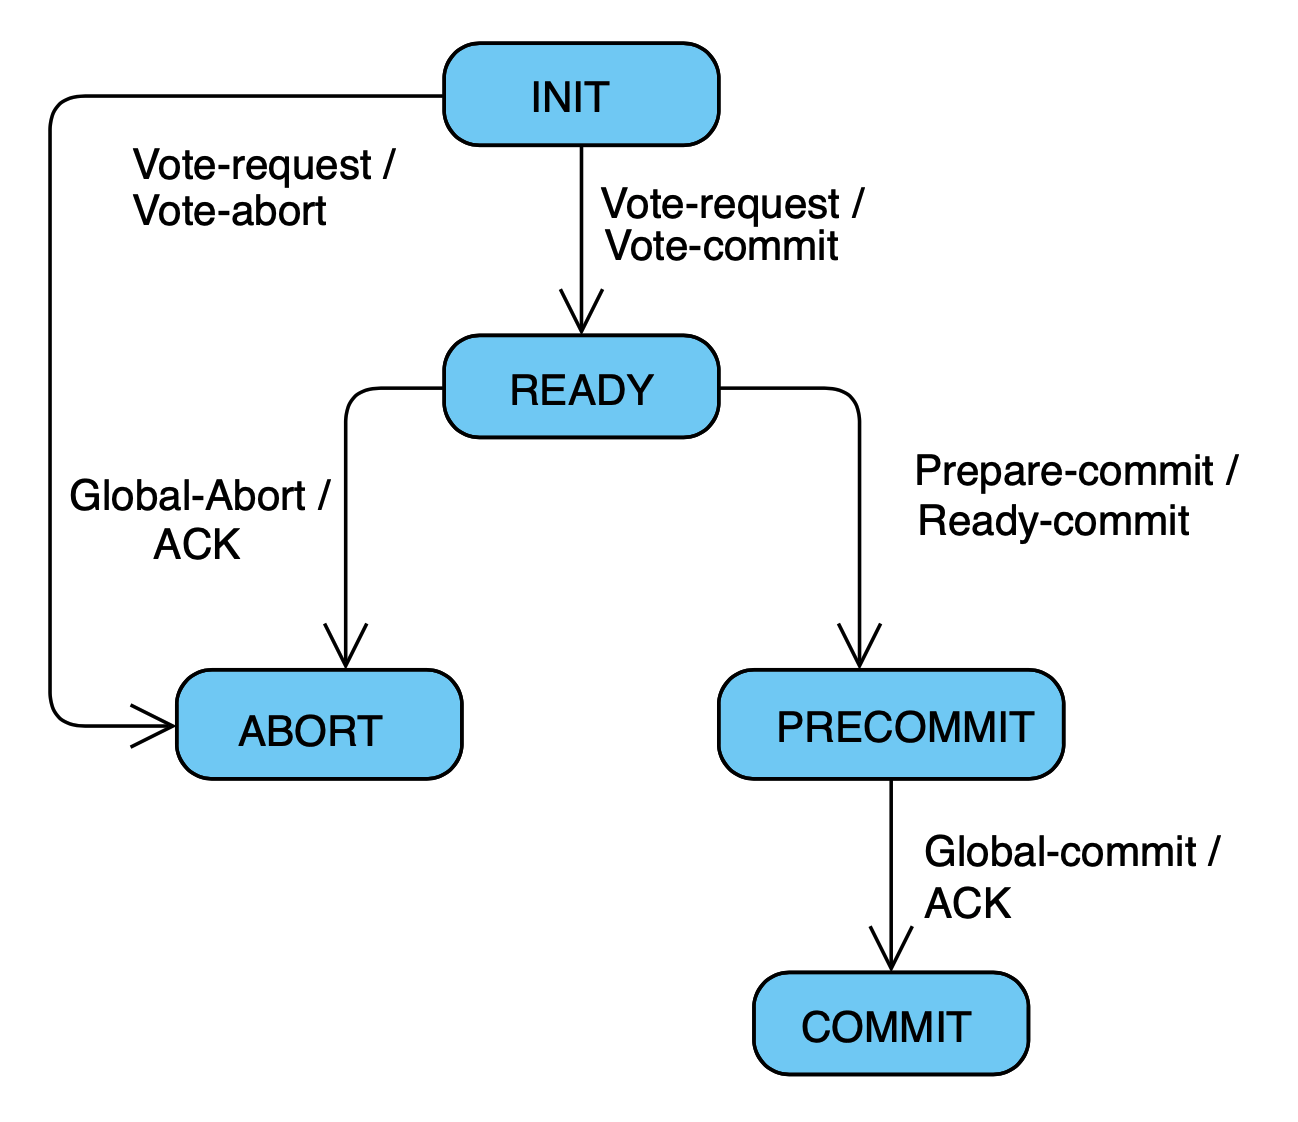 INIT
Vote-request /
Vote-abort
Vote-request /
Vote-commit
READY
Global-Abort /
ACK
Prepare-commit /
Ready-commit
ABORT
PRECOMMIT
Global-commit /
ACK
COMMIT